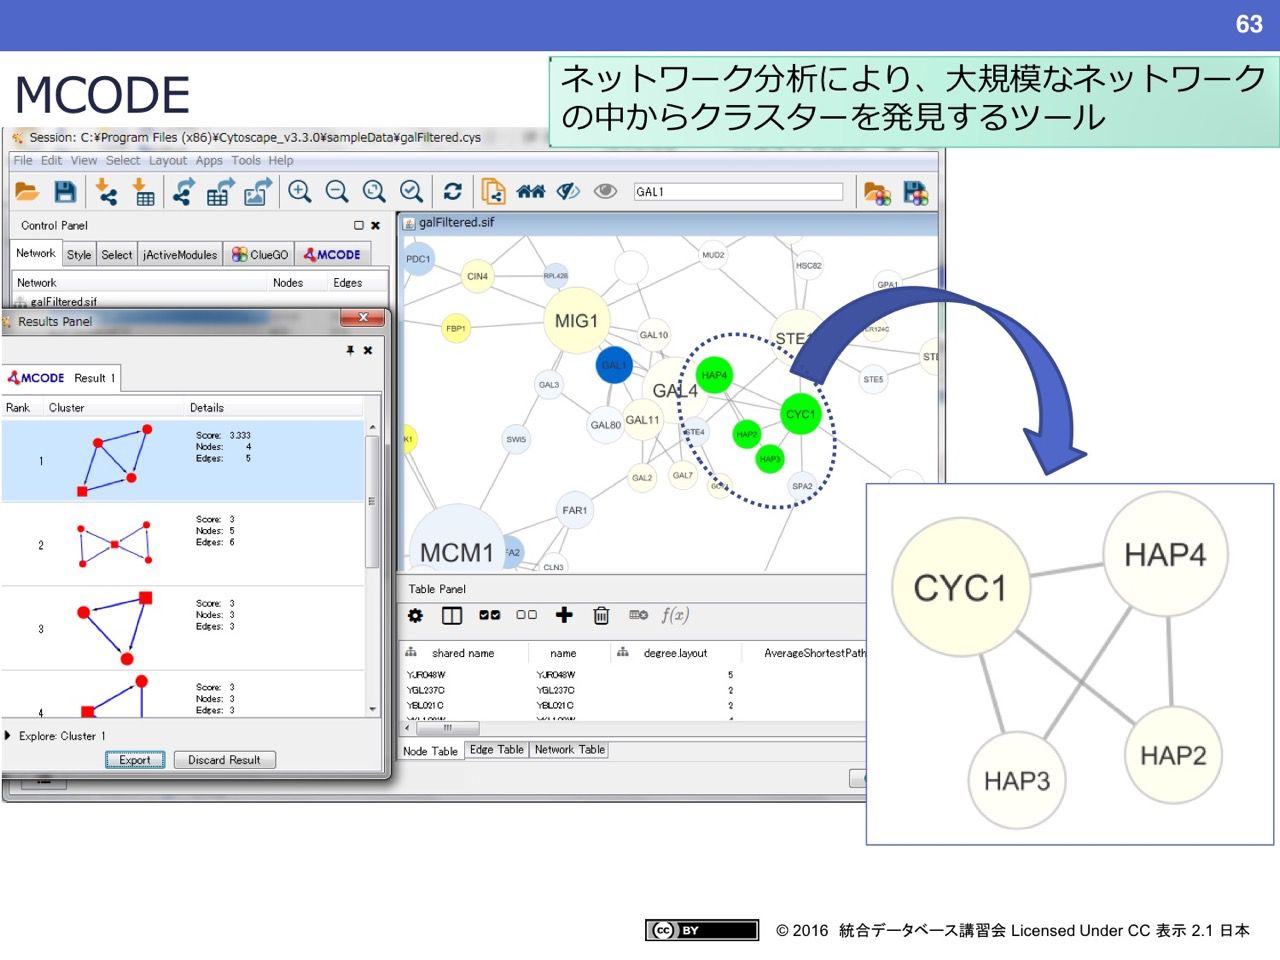 63
MCODE
ネットワーク分析により、大規模なネットワーク
の中からクラスターを発見するツール
Session: C:¥Program Files (x86)¥Cytoscape_v3.3.0¥sampleData¥galFiltered.cys
File Edit View Select Layout Apps Tools Help
GAL1
Control Panel
Network Style Select jActiveModules ClueGO MCODE
Network Nodes Edges
galFiltered.sif
Results Panel
MCODE Result 1
Rank Cluster Details
1
Score: 3.333
Nodes: 4
Edges: 5
2
Score: 3
Nodes: 5
Edges: 6
3
Score: 3
Nodes: 3
Edges: 3
4
Score: 3
Nodes: 3
Edges: 3
Explore: Cluster 1
Export Discard Result
galFiltered.sif
PDC1
CIN4
RPL42B
MUD2
HSC82
GPA1
FBP1
MIG1
GAL10
STE1
STE
GAL1
GAL4
HAP4
STE5
GAL3
GAL80
GAL11
CYC1
K1
SWI5
STE4
HAP2
HAP3
GAL2
GAL7
SPA2
FAR1
MCM1
FA2
CLN3
Table Panel
f(x)
shared name name degree.layout AverageShortestPath
YJR048W YJR048W 5
YGL237C YGL237C 2
YBL021C YBL021C 2
Node Table Edge Table Network Table
CYC1
HAP4
HAP3
HAP2
cc BY
© 2016 統合データベース講習会 Licensed Under CC 表示 2.1 日本